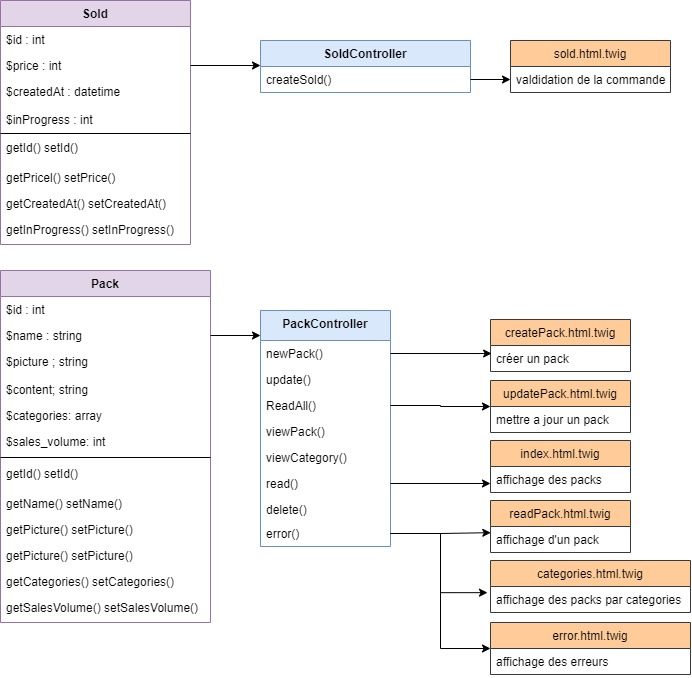 Sold
$id : int
$price : int
$createdAt : datetime
$inProgress : int
getId() setId()
getPriceI() setPrice()
getCreatedAt() setCreatedAt()
getInProgress() setInProgress()
SoldController
createSold()
sold.html.twig
valdidation de la commande
Pack
$id : int
$name : string
$picture ; string
$content; string
$categories: array
$sales_volume: int
getId() setId()
getName() setName()
getPicture() setPicture()
getPicture() setPicture()
getCategories() setCategories()
getSalesVolume() setSalesVolume()
PackController
newPack()
update()
ReadAll()
viewPack()
viewCategory()
read()
delete()
error()
createPack.html.twig
créer un pack
updatePack.html.twig
mettre a jour un pack
index.html.twig
affichage des packs
readPack.html.twig
affichage d'un pack
categories.html.twig
affichage des packs par categories
error.html.twig
affichage des erreurs